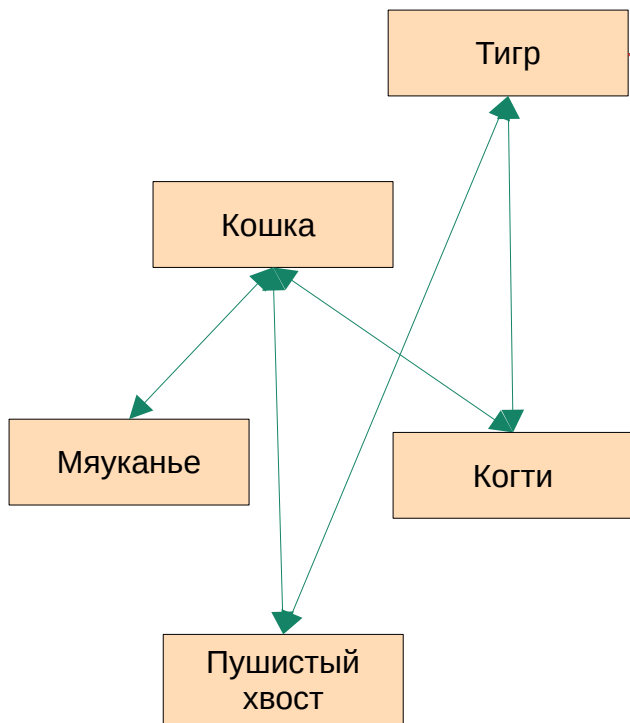 Тигр
Кошка
Мяуканье
Когти
Пушистый
хвост